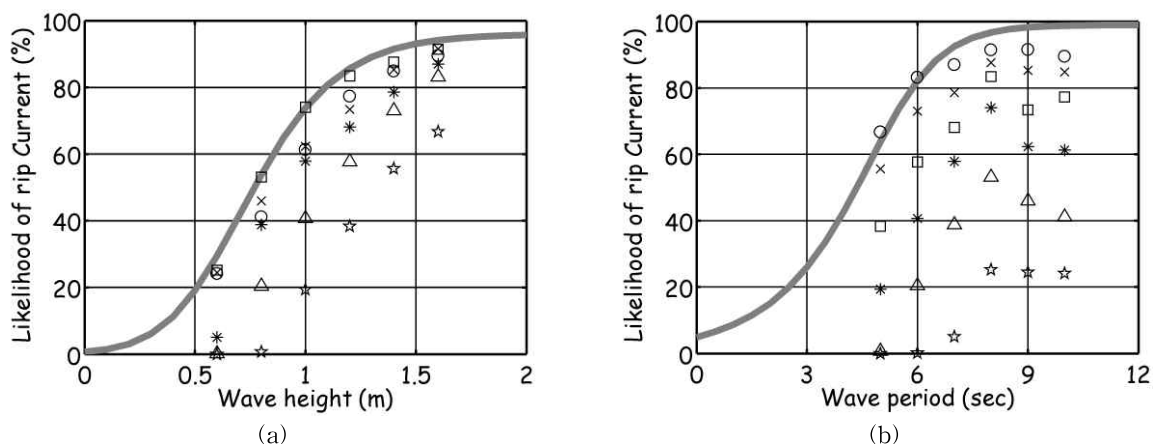 100
80
60
40
20
0
Likelihood of rip Current (%)
0 0.5 1 1.5 2
Wave height (m)
(a)
100
80
60
40
20
0
Likelihood of rip Current (%)
0 3 6 9 12
Wave period (sec)
(b)